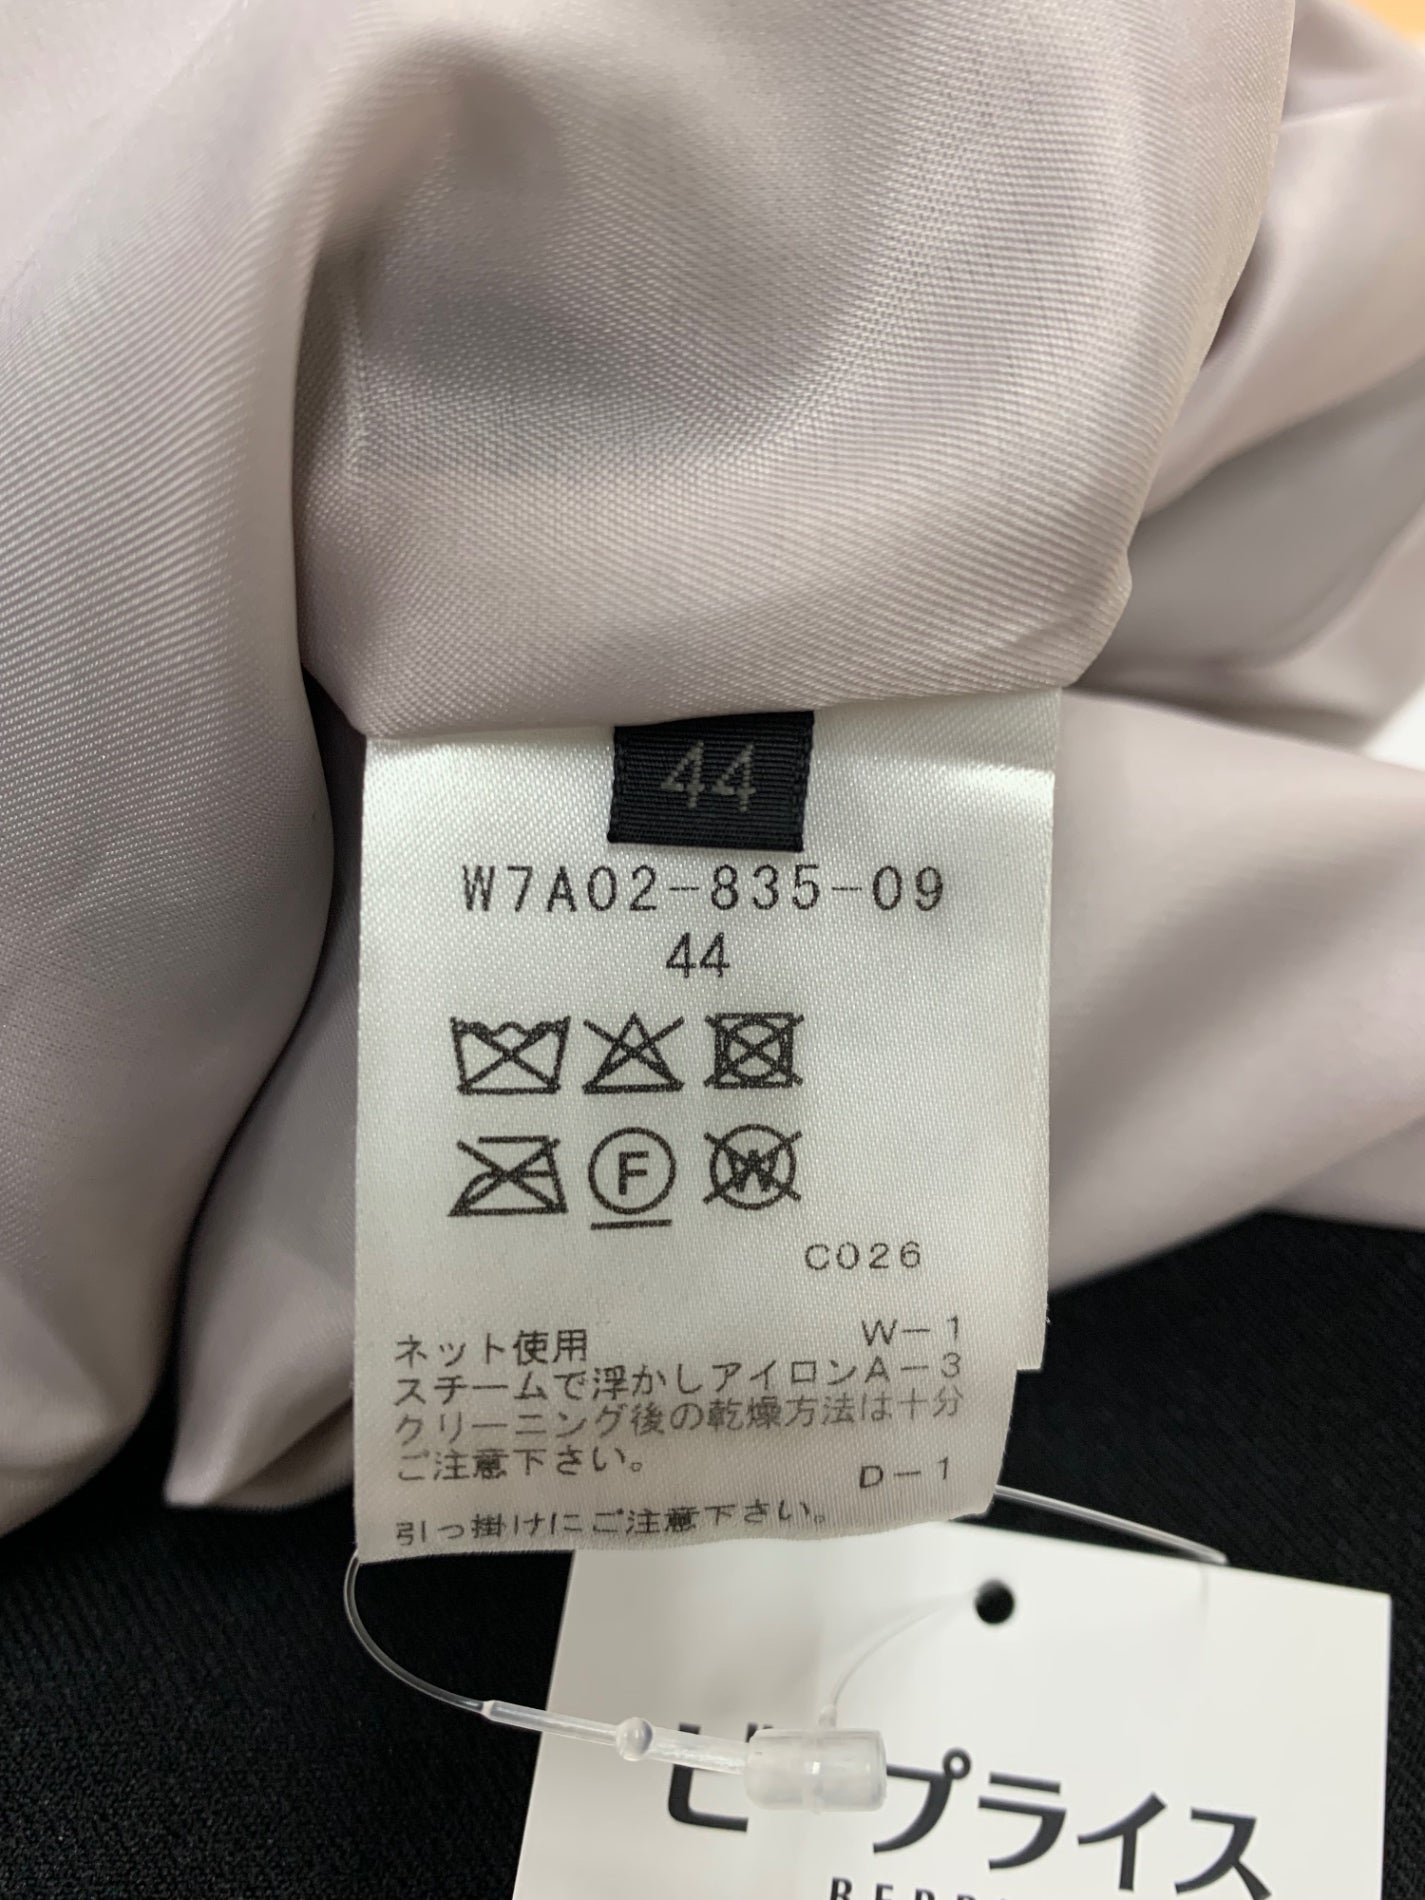 44
W7A02-835-09
44
F
W
C026
ネット使用 W-1
スチームで浮かしアイロンA-3
クリーニング後の乾燥方法は十分
ご注意下さい。 D-1
引っ掛けにご注意下さい。
プライス